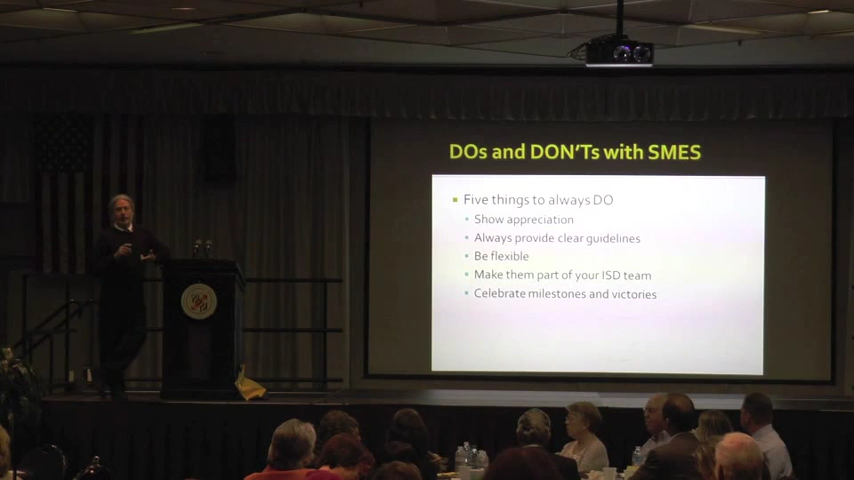 DOs and DON'Ts with SMES
Five things to always DO
Show appreciation
Always provide clear guidelines
Be flexible
Make them part of your ISD team
Celebrate milestones and victories